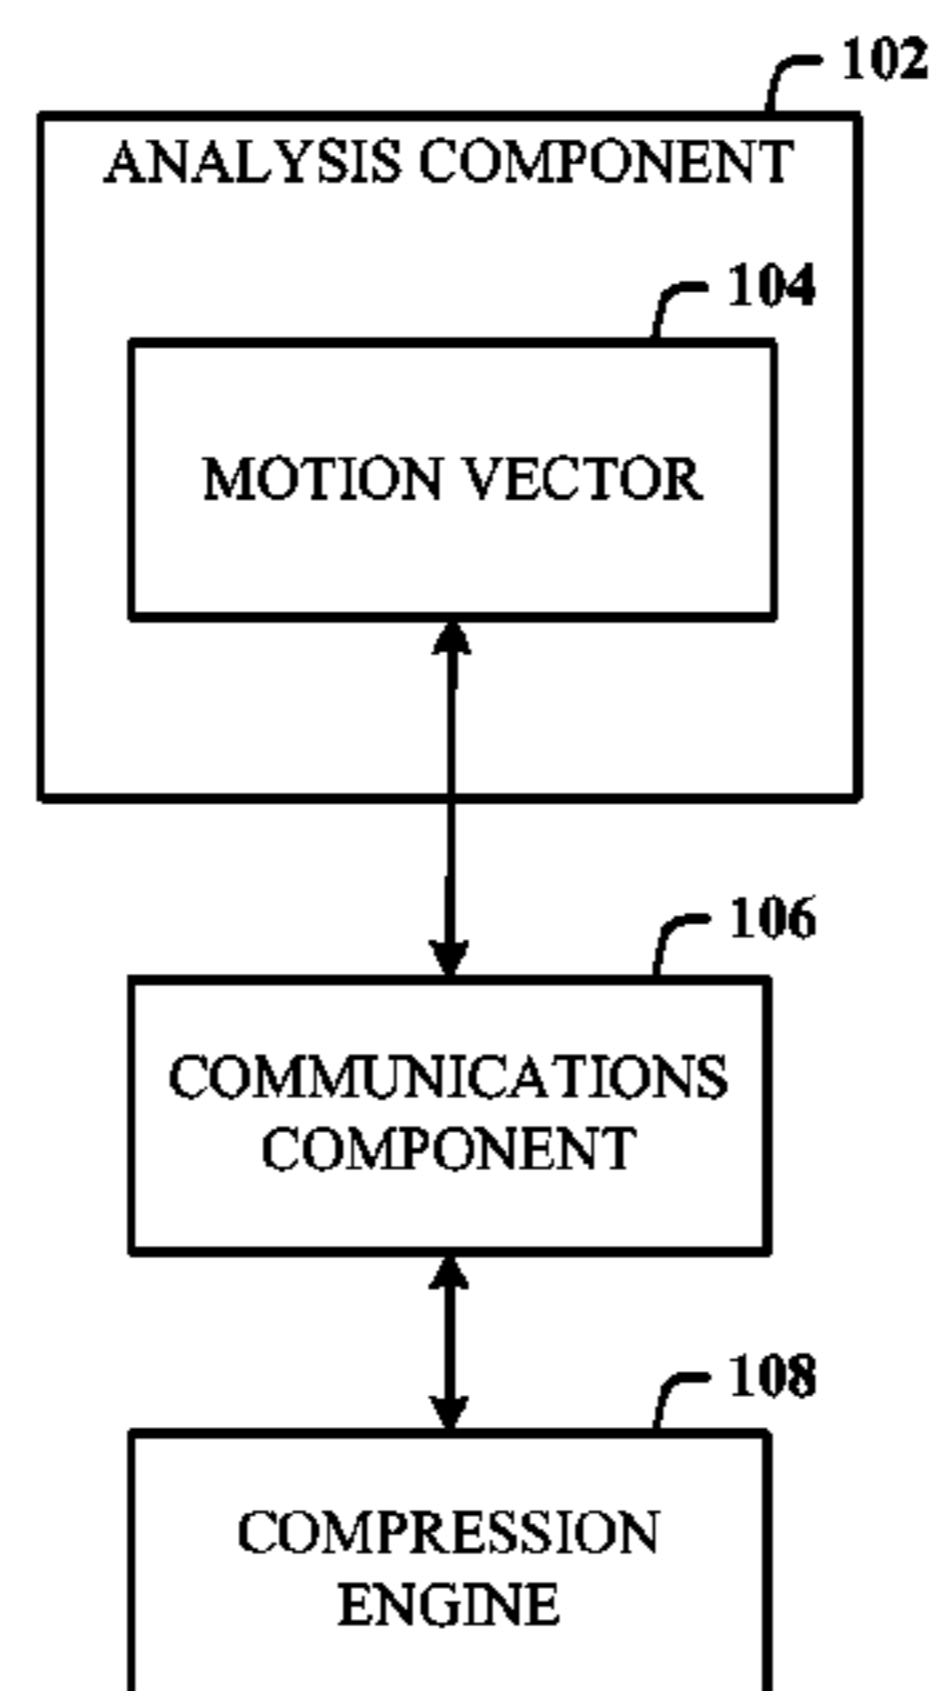 102
ANALYSIS COMPONENT
104
MOTION VECTOR
106
COMMUNICATIONS
COMPONENT
108
COMPRESSION
ENGINE